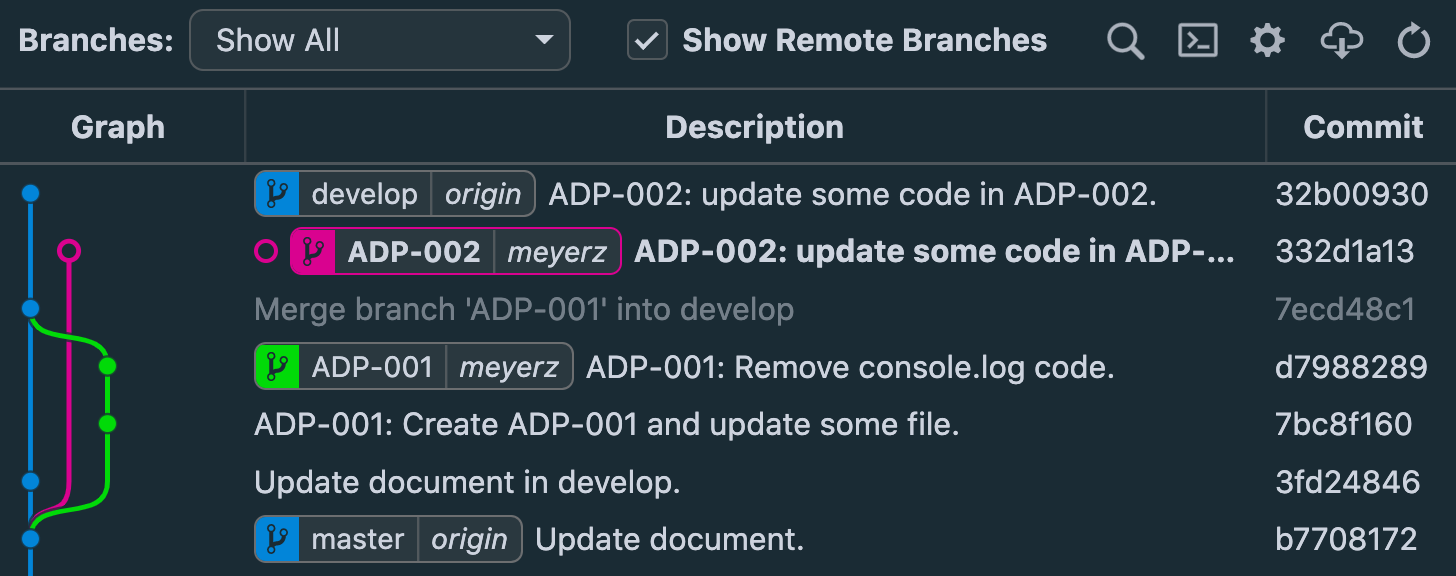 Branches: Show All Show Remote Branches
Graph Description Commit
develop origin ADP-002: update some code in ADP-002. 32b00930
ADP-002 meyerz ADP-002: update some code in ADP-... 332d1a13
Merge branch 'ADP-001' into develop 7ecd48c1
ADP-001 meyerz ADP-001: Remove console.log code. d7988289
ADP-001: Create ADP-001 and update some file. 7bc8f160
Update document in develop. 3fd24846
master origin Update document. b7708172